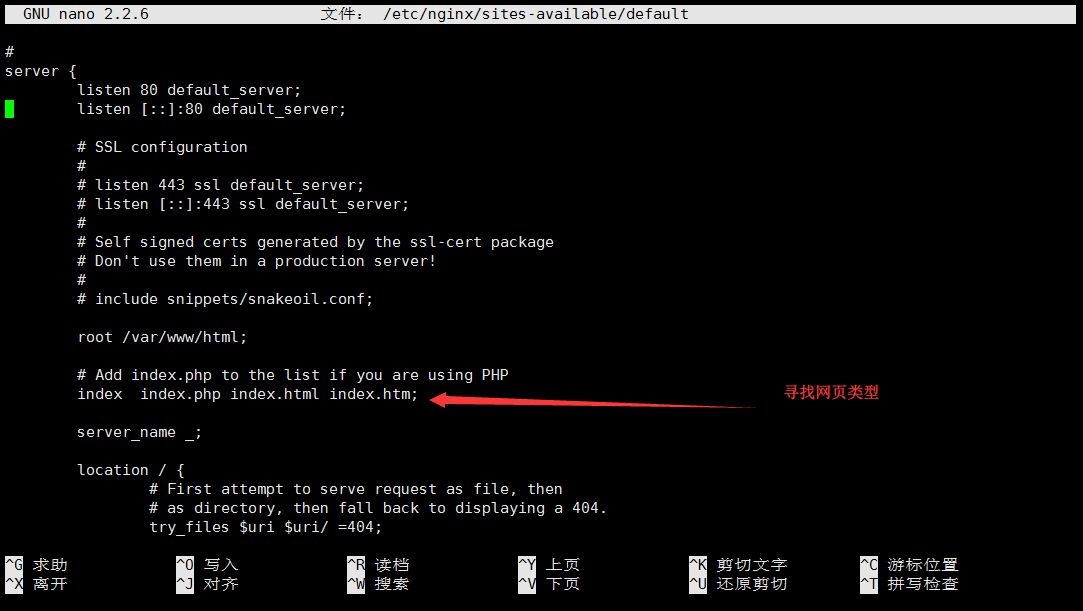 GNU nano 2.2.6 文件： /etc/nginx/sites-available/default
#
server {
listen 80 default_server;
listen [::]:80 default_server;
# SSL configuration
#
# listen 443 ssl default_server;
# listen [::]:443 ssl default_server;
#
# Self signed certs generated by the ssl-cert package
# Don't use them in a production server!
#
# include snippets/snakeoil.conf;
root /var/www/html;
# Add index.php to the list if you are using PHP
index  index.php index.html index.htm;
寻找网页类型
server_name _;
location / {
# First attempt to serve request as file, then
# as directory, then fall back to displaying a 404.
try_files $uri $uri/ =404;
^G 求助 ^O 写入 ^R 读档 ^Y 上页 ^K 剪切文字 ^C 游标位置
^X 离开 ^J 对齐 ^W 搜索 ^V 下页 ^U 还原剪切 ^T 拼写检查